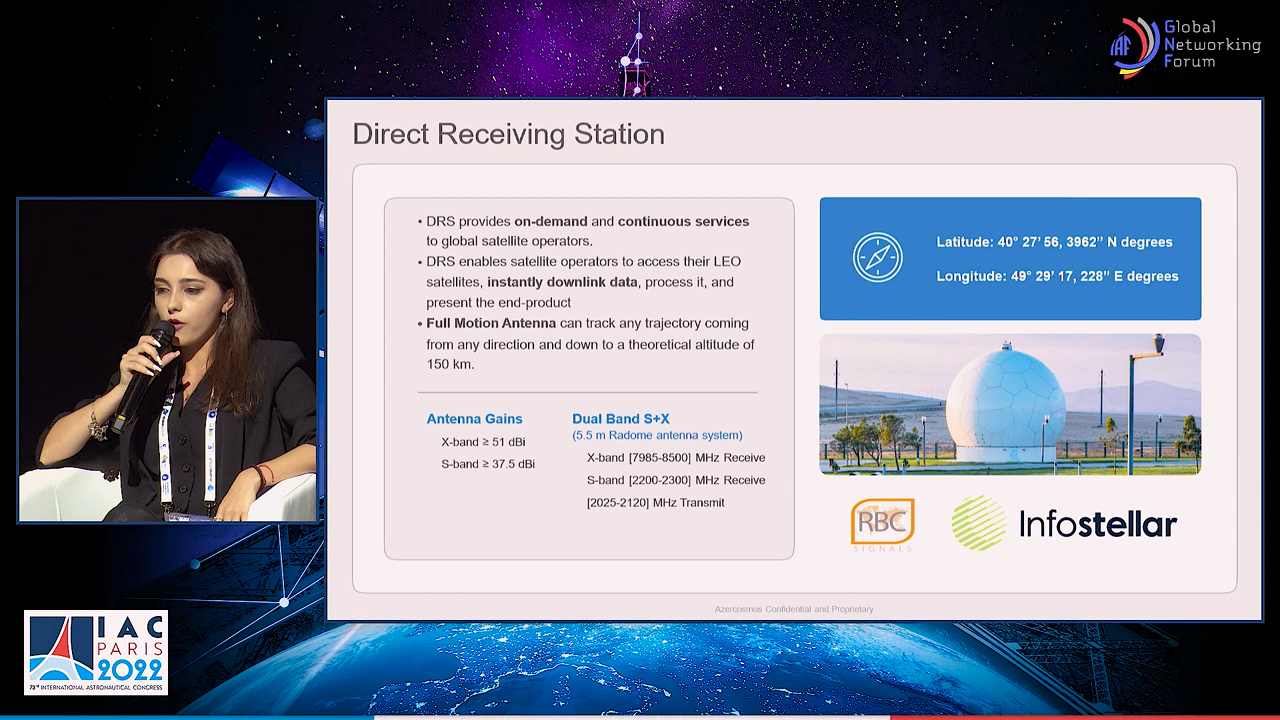 Global
Networking
Forum
Direct Receiving Station
• DRS provides on-demand and continuous services
to global satellite operators.
• DRS enables satellite operators to access their LEO
satellites, instantly downlink data, process it, and
present the end-product
• Full Motion Antenna can track any trajectory coming
from any direction and down to a theoretical altitude of
150 km.
Antenna Gains
X-band ≥ 51 dBi
S-band ≥ 37.5 dBi
Dual Band S+X
(5.5 m Radome antenna system)
X-band [7985-8500] MHz Receive
S-band [2200-2300] MHz Receive
[2025-2120] MHz Transmit
Latitude: 40° 27' 56, 3962" N degrees
Longitude: 49° 29' 17, 228" E degrees
RBC
SIGNALS
Infostellar
Azercosmos Confidential and Proprietary
IAC
PARIS
2022
73rd INTERNATIONAL ASTRONAUTICAL CONGRESS